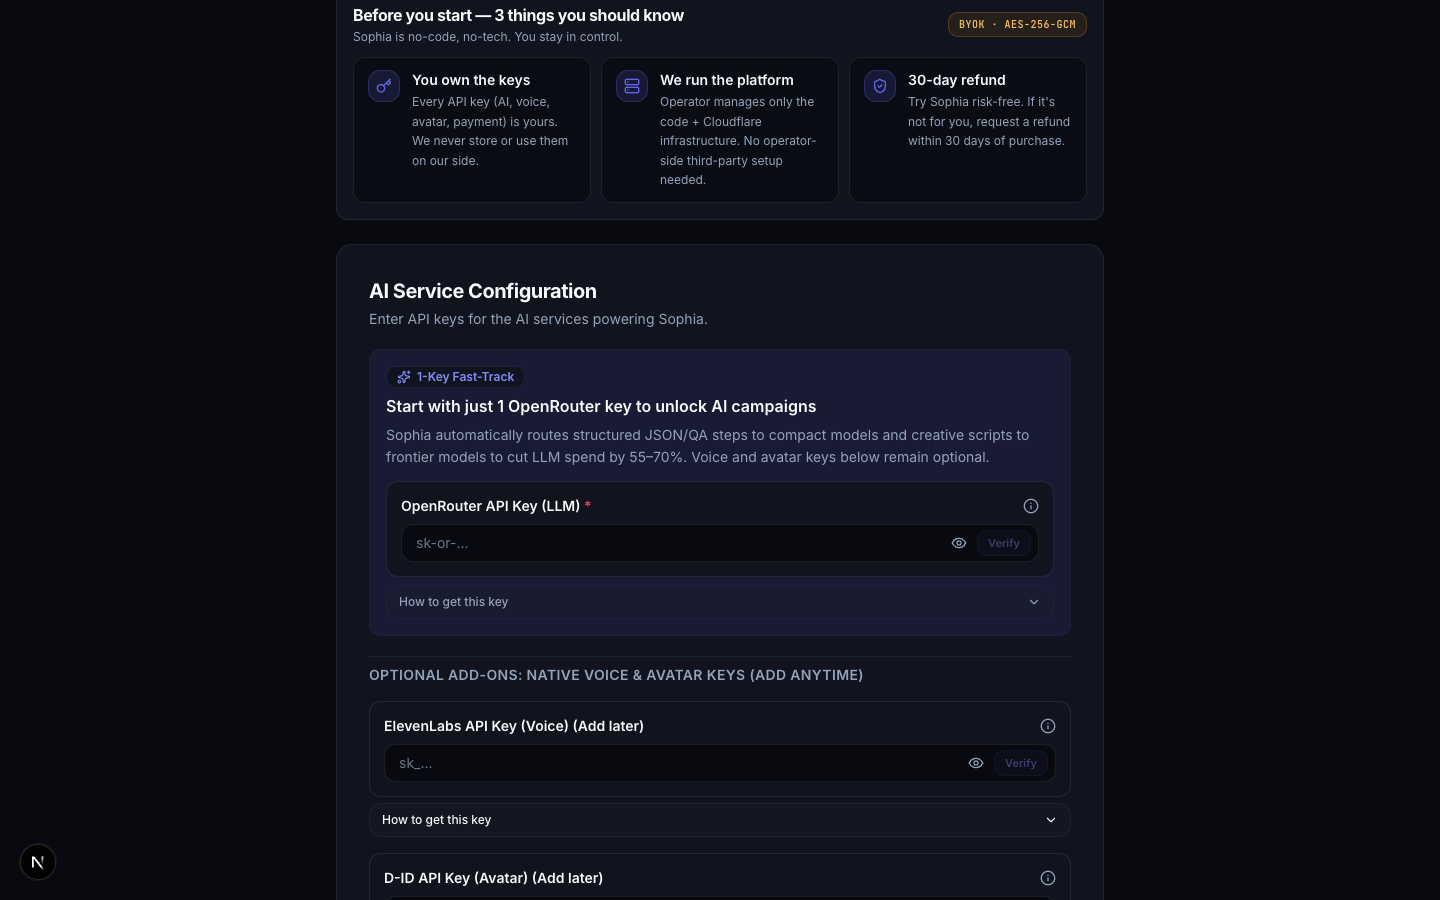 Before you start — 3 things you should know
Sophia is no-code, no-tech. You stay in control.
BYOK · AES-256-GCM
You own the keys
Every API key (AI, voice,
avatar, payment) is yours.
We never store or use them
on our side.
We run the platform
Operator manages only the
code + Cloudflare
infrastructure. No operator-
side third-party setup
needed.
30-day refund
Try Sophia risk-free. If it's
not for you, request a refund
within 30 days of purchase.
AI Service Configuration
Enter API keys for the AI services powering Sophia.
1-Key Fast-Track
Start with just 1 OpenRouter key to unlock AI campaigns
Sophia automatically routes structured JSON/QA steps to compact models and creative scripts to
frontier models to cut LLM spend by 55–70%. Voice and avatar keys below remain optional.
OpenRouter API Key (LLM) *
sk-or-...
Verify
How to get this key
OPTIONAL ADD-ONS: NATIVE VOICE & AVATAR KEYS (ADD ANYTIME)
ElevenLabs API Key (Voice) (Add later)
sk_...
Verify
How to get this key
D-ID API Key (Avatar) (Add later)
N